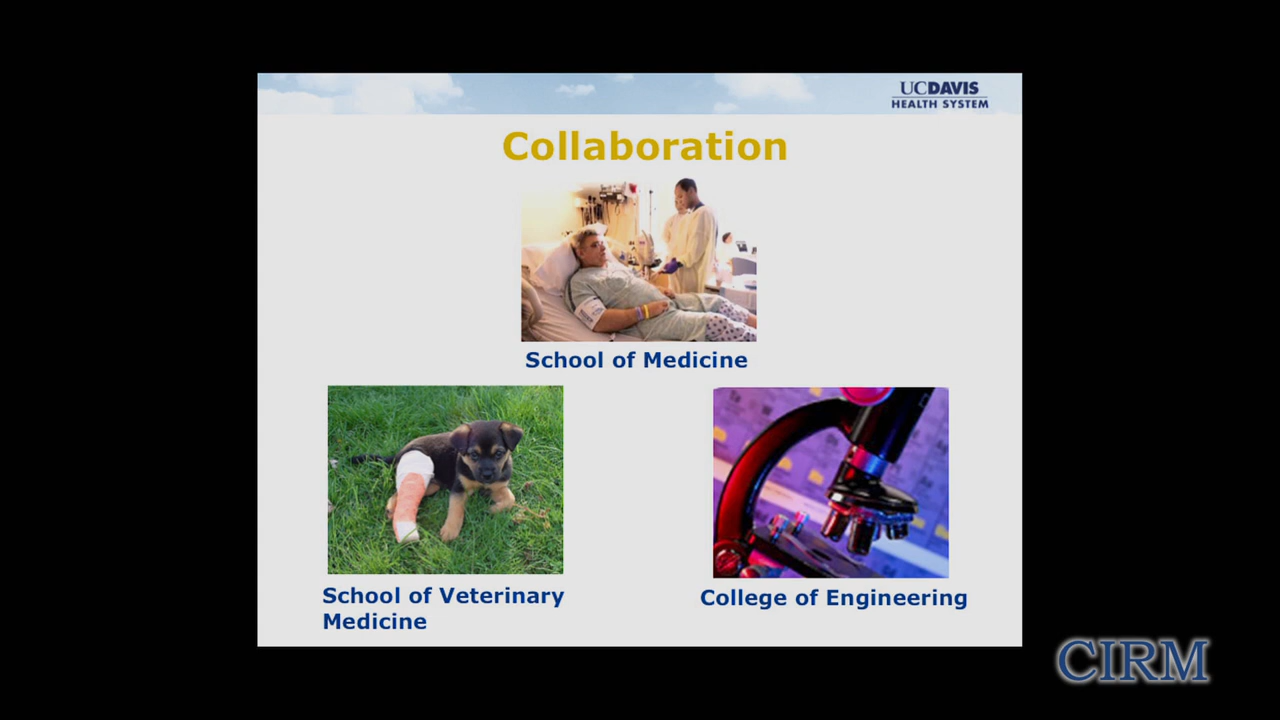 UCDAVIS
HEALTH SYSTEM
Collaboration
School of Medicine
School of Veterinary
Medicine
College of Engineering
CIRM